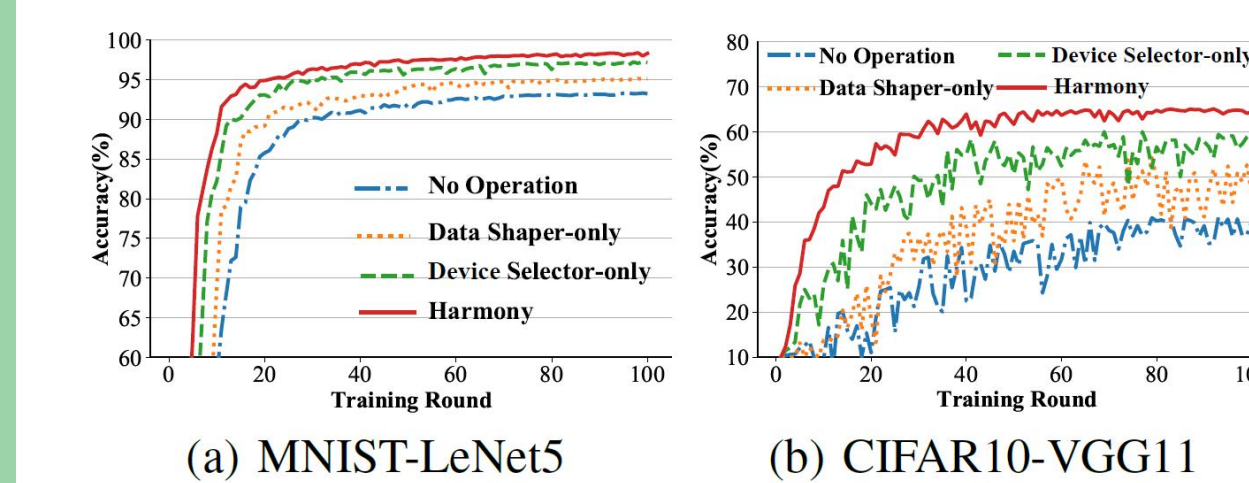 100
95
90
85
80
75
70
65
60
Accuracy(%)
No Operation
Data Shaper-only
Device Selector-only
Harmony
0 20 40 60 80 100
Training Round
(a) MNIST-LeNet5
80
70
60
50
40
30
20
10
Accuracy(%)
No Operation Device Selector-only
Data Shaper-only Harmony
0 20 40 60 80
Training Round
(b) CIFAR10-VGG11